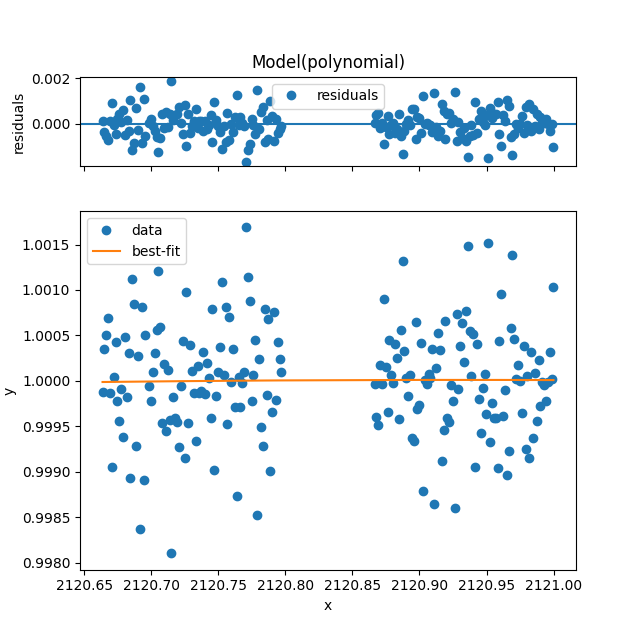 Model(polynomial)
0.002
0.000
residuals
residuals
data
best-fit
1.0015
1.0010
1.0005
1.0000
0.9995
0.9990
0.9985
0.9980
y
2120.65 2120.70 2120.75 2120.80 2120.85 2120.90 2120.95 2121.00
x